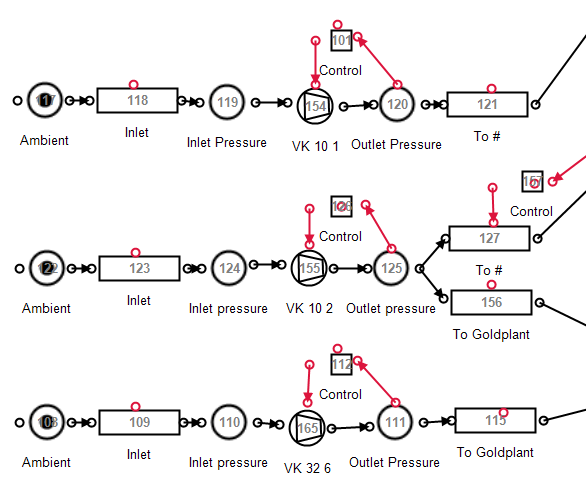 101
Control
118
119
154
120
121
Ambient
Inlet
Inlet Pressure
VK 10 1
Outlet Pressure
To #
Control
Control
123
124
155
125
127
To #
156
Ambient
Inlet
Inlet pressure
VK 10 2
Outlet pressure
To Goldplant
112
Control
109
110
165
111
115
Ambient
Inlet
Inlet pressure
VK 32 6
Outlet Pressure
To Goldplant